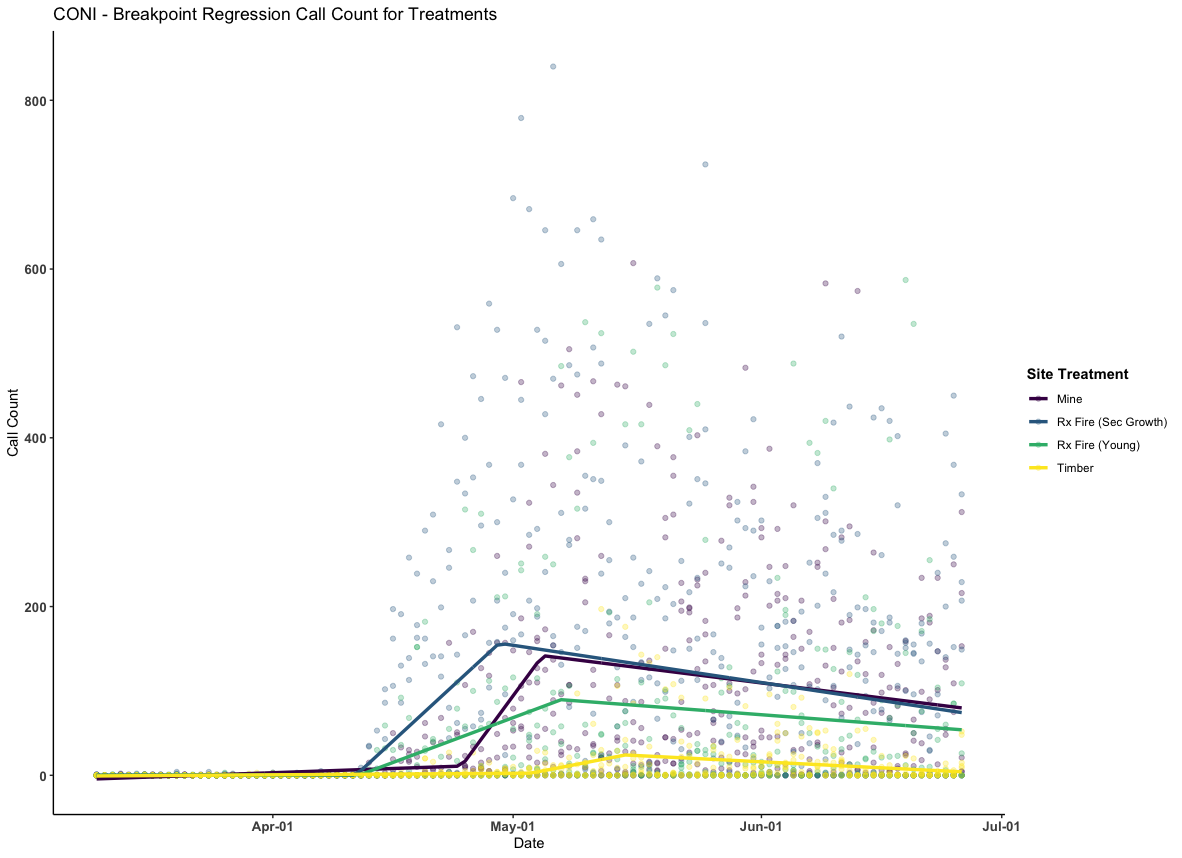 CONI - Breakpoint Regression Call Count for Treatments
800
600
400
200
0
Call Count
Apr-01
May-01
Jun-01
Jul-01
Date
Site Treatment
Mine
Rx Fire (Sec Growth)
Rx Fire (Young)
Timber